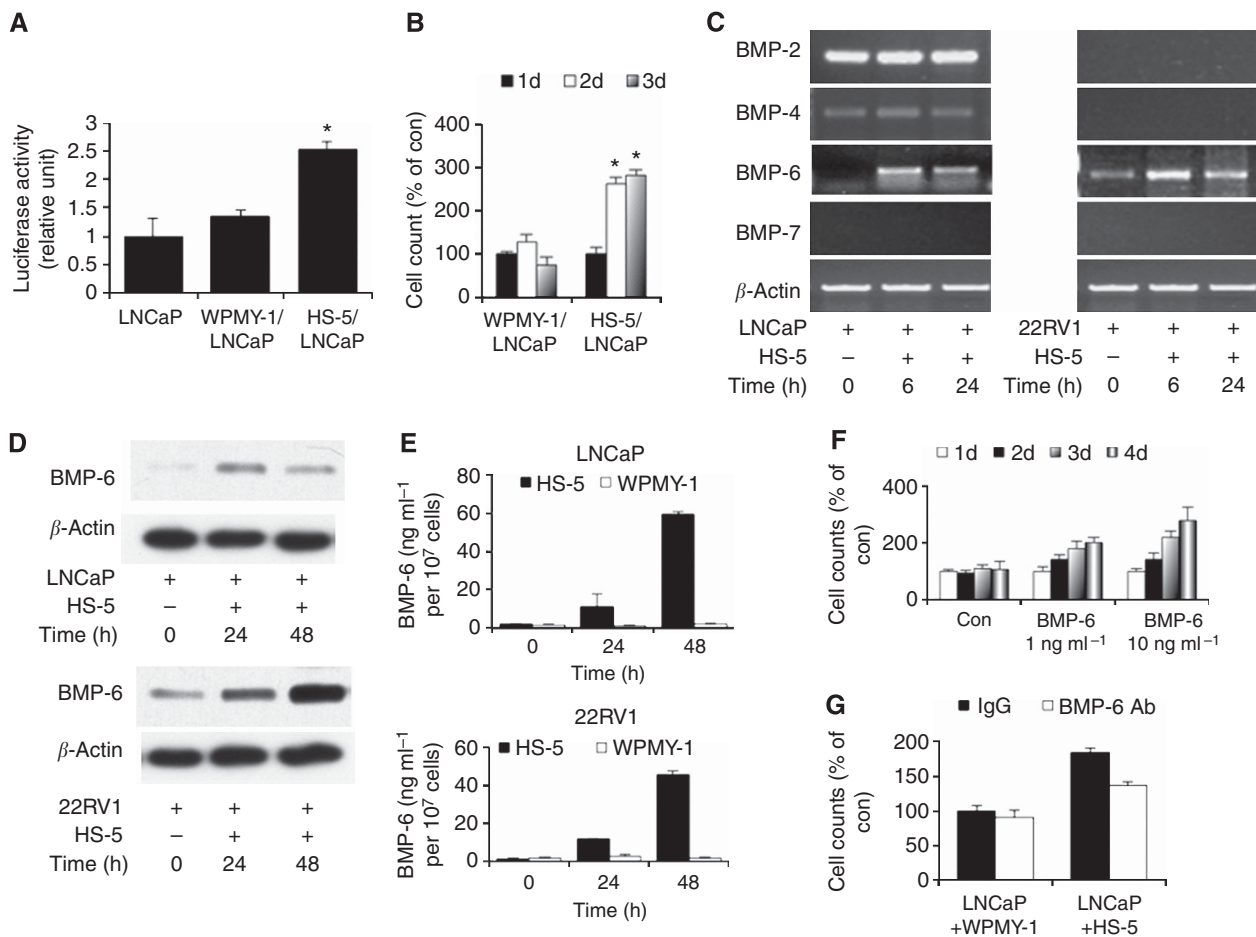 A
Luciferase activity
(relative unit)
3
2.5
2
1.5
1
0.5
0
*
LNCaP
WPMY-1/
LNCaP
HS-5/
LNCaP
B
1d 2d 3d
Cell count (% of con)
400
300
200
100
0
* *
WPMY-1/
LNCaP
HS-5/
LNCaP
C
BMP-2
BMP-4
BMP-6
BMP-7
β-Actin
LNCaP + + +
HS-5 – + +
Time (h) 0 6 24
22RV1 + + +
HS-5 – + +
Time (h) 0 6 24
D
BMP-6
β-Actin
LNCaP + + +
HS-5 – + +
Time (h) 0 24 48
BMP-6
β-Actin
22RV1 + + +
HS-5 – + +
Time (h) 0 24 48
E
LNCaP
HS-5 WPMY-1
BMP-6 (ng ml⁻¹
per 10⁷ cells)
80
60
40
20
0
0 24 48
Time (h)
22RV1
HS-5 WPMY-1
BMP-6 (ng ml⁻¹
per 10⁷ cells)
60
40
20
0
0 24 48
Time (h)
F
1d 2d 3d 4d
Cell counts (% of
con)
400
200
0
Con
BMP-6
1 ng ml⁻¹
BMP-6
10 ng ml⁻¹
G
IgG BMP-6 Ab
Cell counts (% of
con)
200
150
100
50
0
LNCaP
+WPMY-1
LNCaP
+HS-5